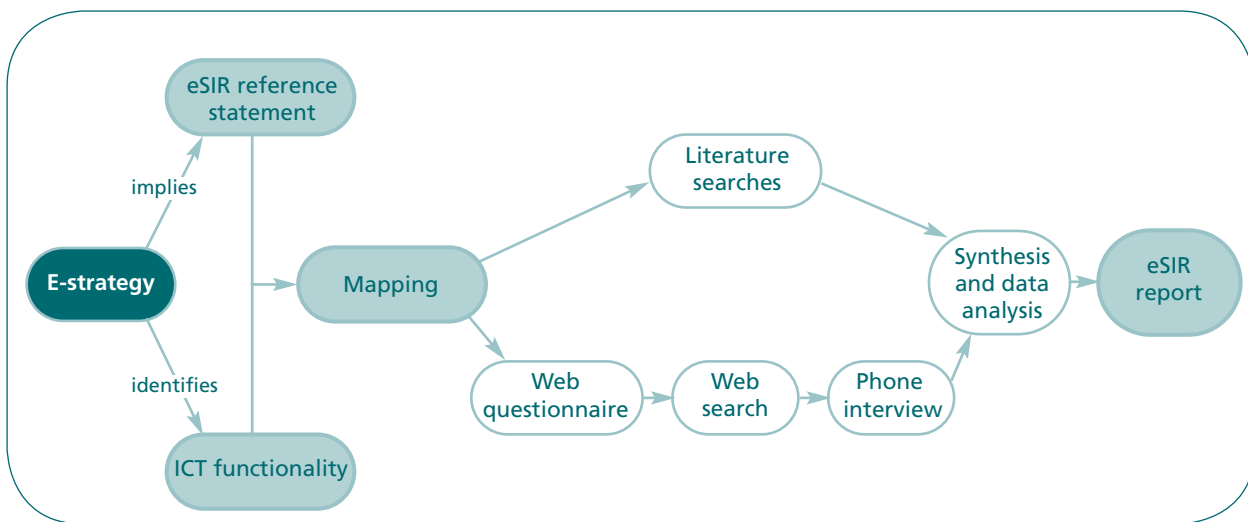 eSIR reference
statement
implies
E-strategy
identifies
ICT functionality
Mapping
Literature
searches
Web
questionnaire
Web
search
Phone
interview
Synthesis
and data
analysis
eSIR
report